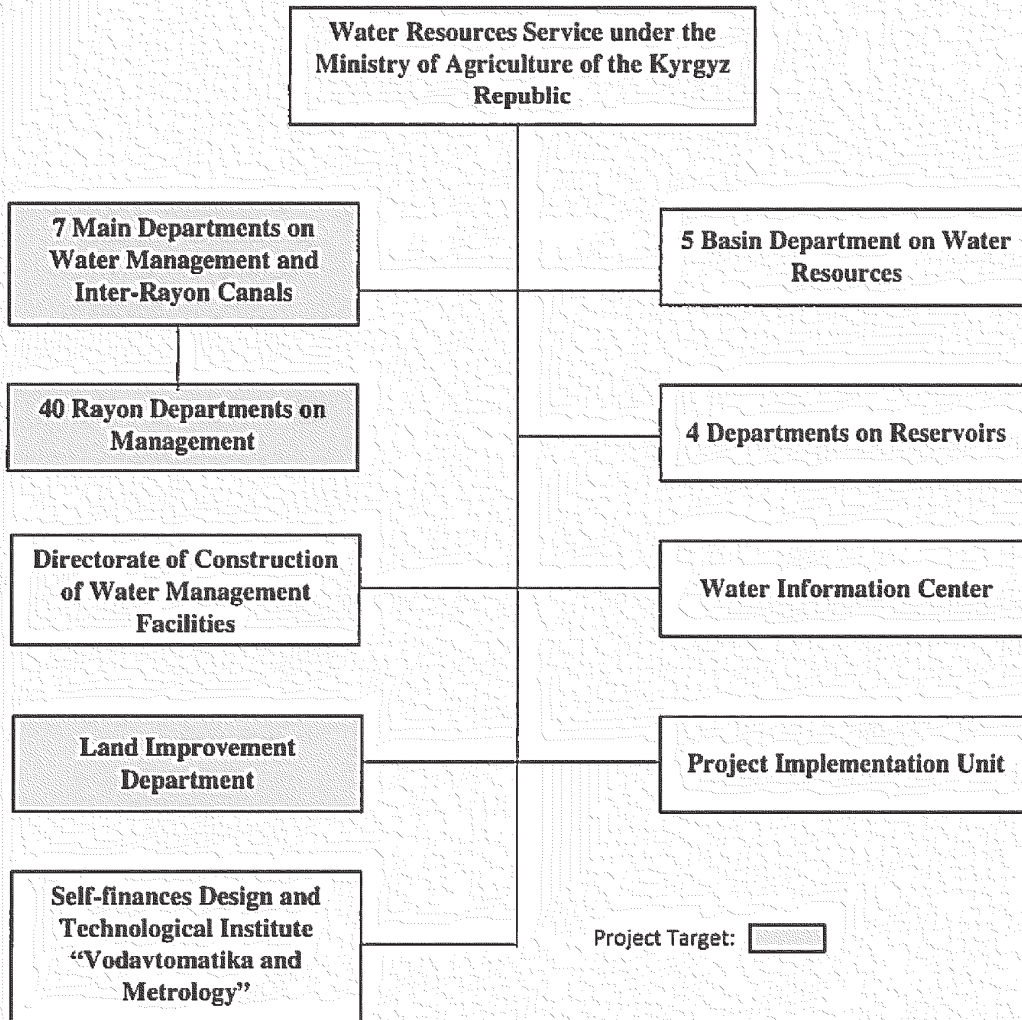 Water Resources Service under the
Ministry of Agriculture of the Kyrgyz
Republic
7 Main Departments on
Water Management and
Inter-Rayon Canals
5 Basin Department on Water
Resources
40 Rayon Departments on
Management
4 Departments on Reservoirs
Directorate of Construction
of Water Management
Facilities
Water Information Center
Land Improvement
Department
Project Implementation Unit
Self-finances Design and
Technological Institute
“Vodavtomatika and
Metrology”
Project Target: